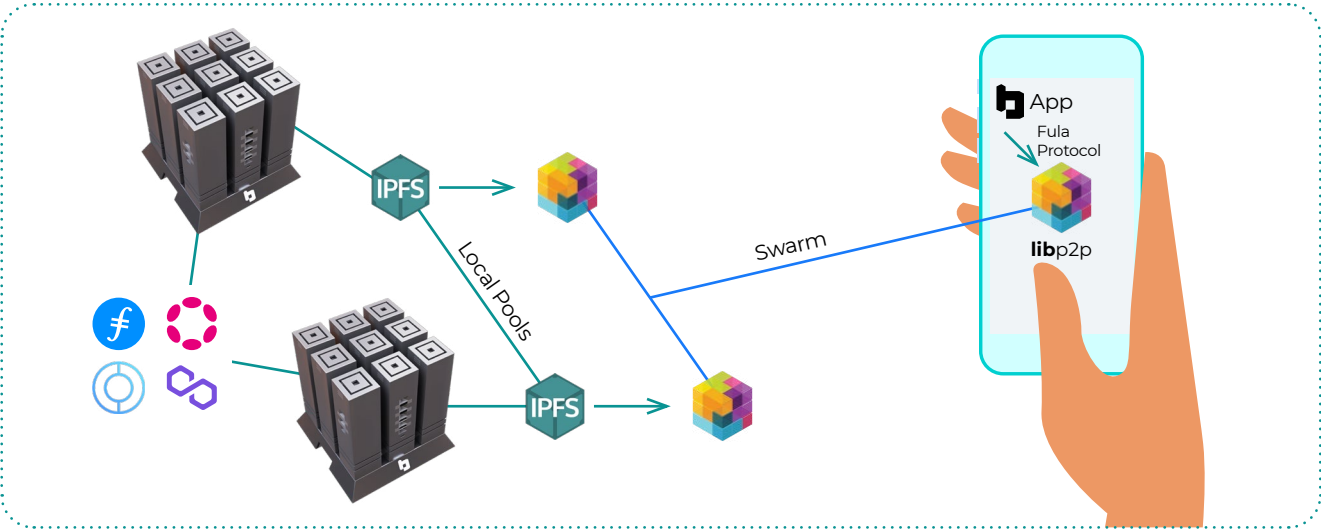 IPFS
Local Pools
IPFS
Swarm
App
Fula
Protocol
libp2p